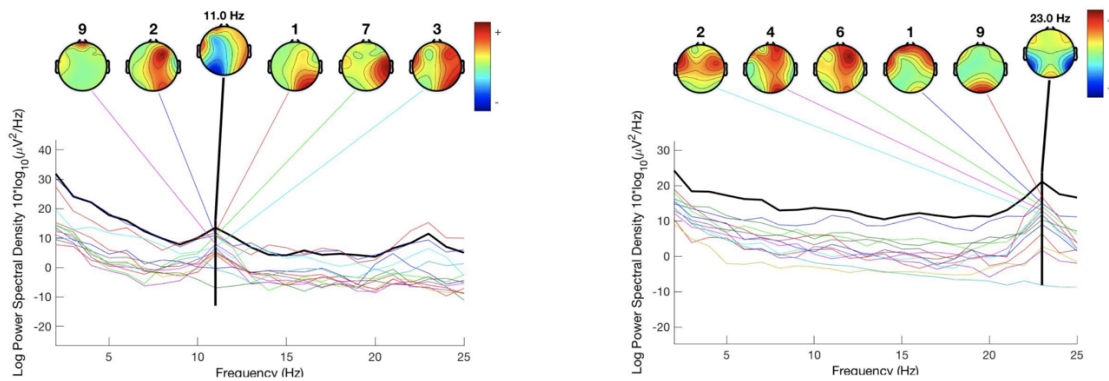 11.0 Hz
9 2 1 7 3
+
-
Log Power Spectral Density 10*log10(μV2/Hz)
40
30
20
10
0
-10
-20
5 10 15 20 25
Frequency (Hz)
23.0 Hz
2 4 6 1 9
Log Power Spectral Density 10*log10(μV2/Hz)
30
20
10
0
-10
-20
5 10 15 20 25
Frequency (Hz)